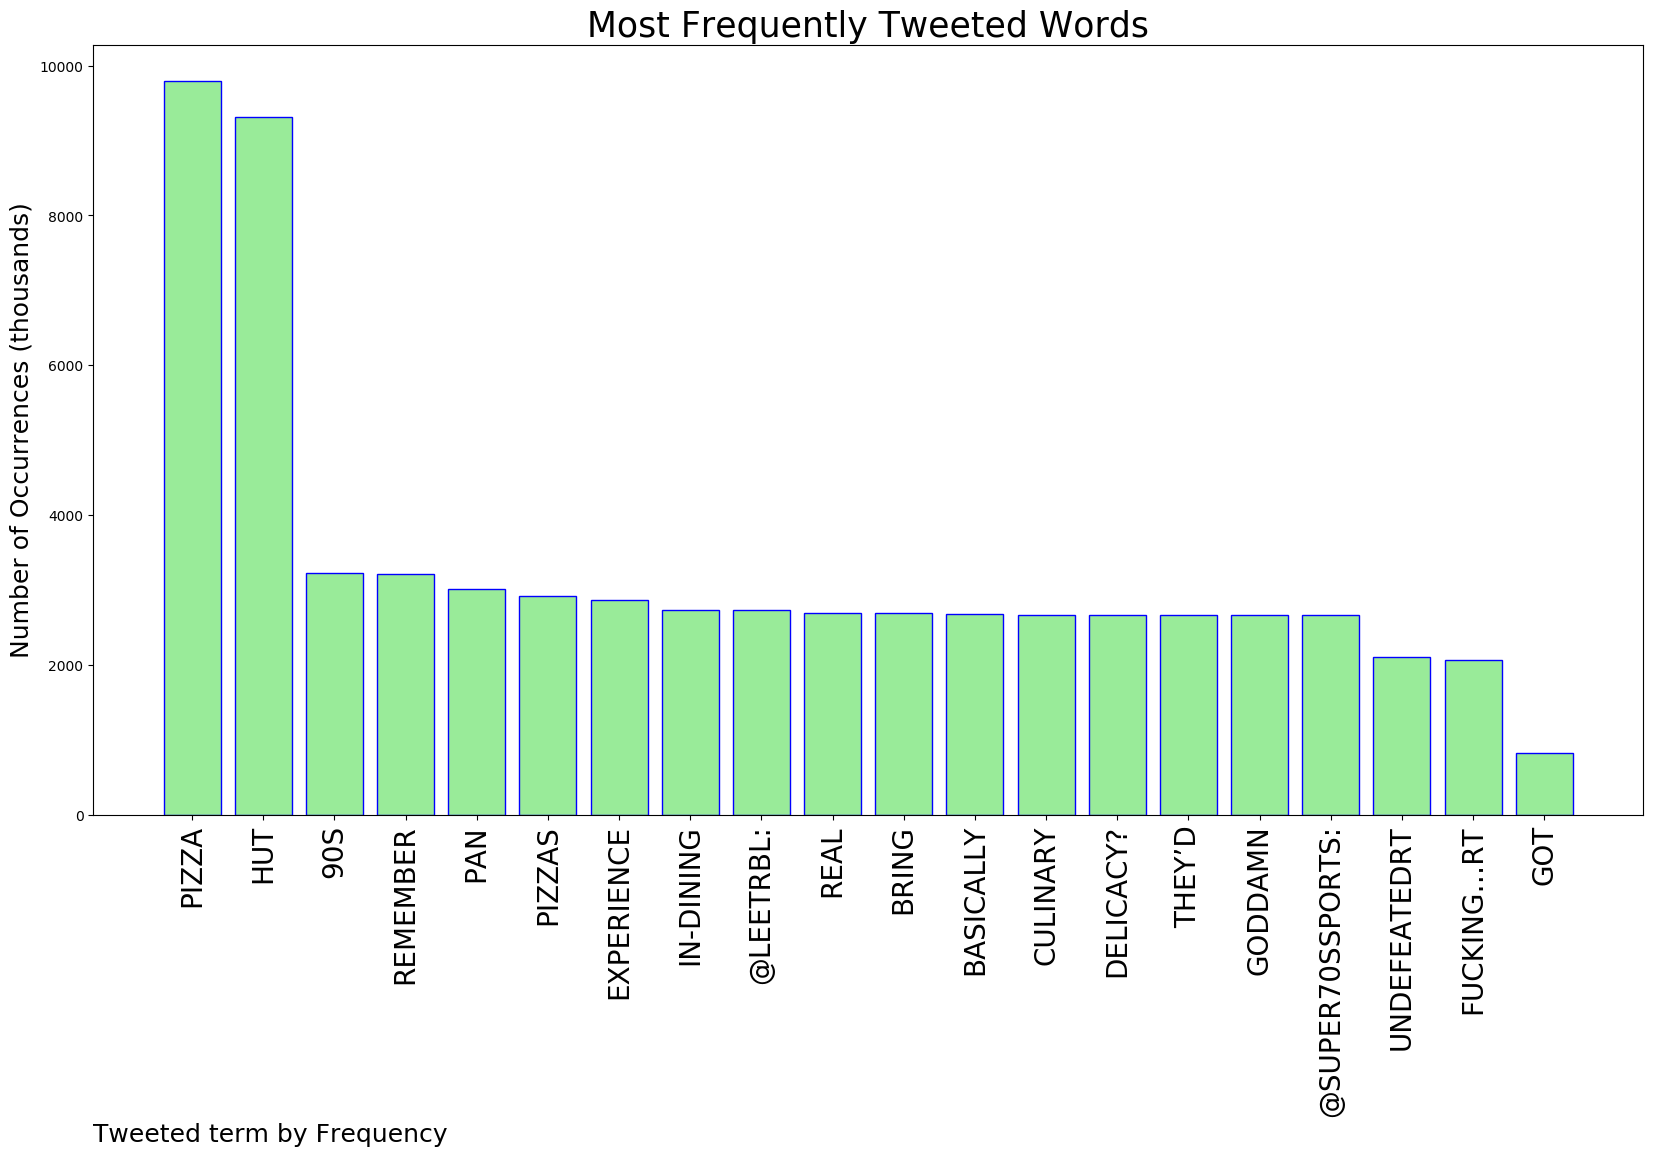 Most Frequently Tweeted Words
Number of Occurrences (thousands)
10000
8000
6000
4000
2000
0
PIZZA
HUT
90S
REMEMBER
PAN
PIZZAS
EXPERIENCE
IN-DINING
@LEETRBL:
REAL
BRING
BASICALLY
CULINARY
DELICACY?
THEY’D
GODDAMN
@SUPER70SSPORTS:
UNDEFEATEDRT
FUCKING…RT
GOT
Tweeted term by Frequency